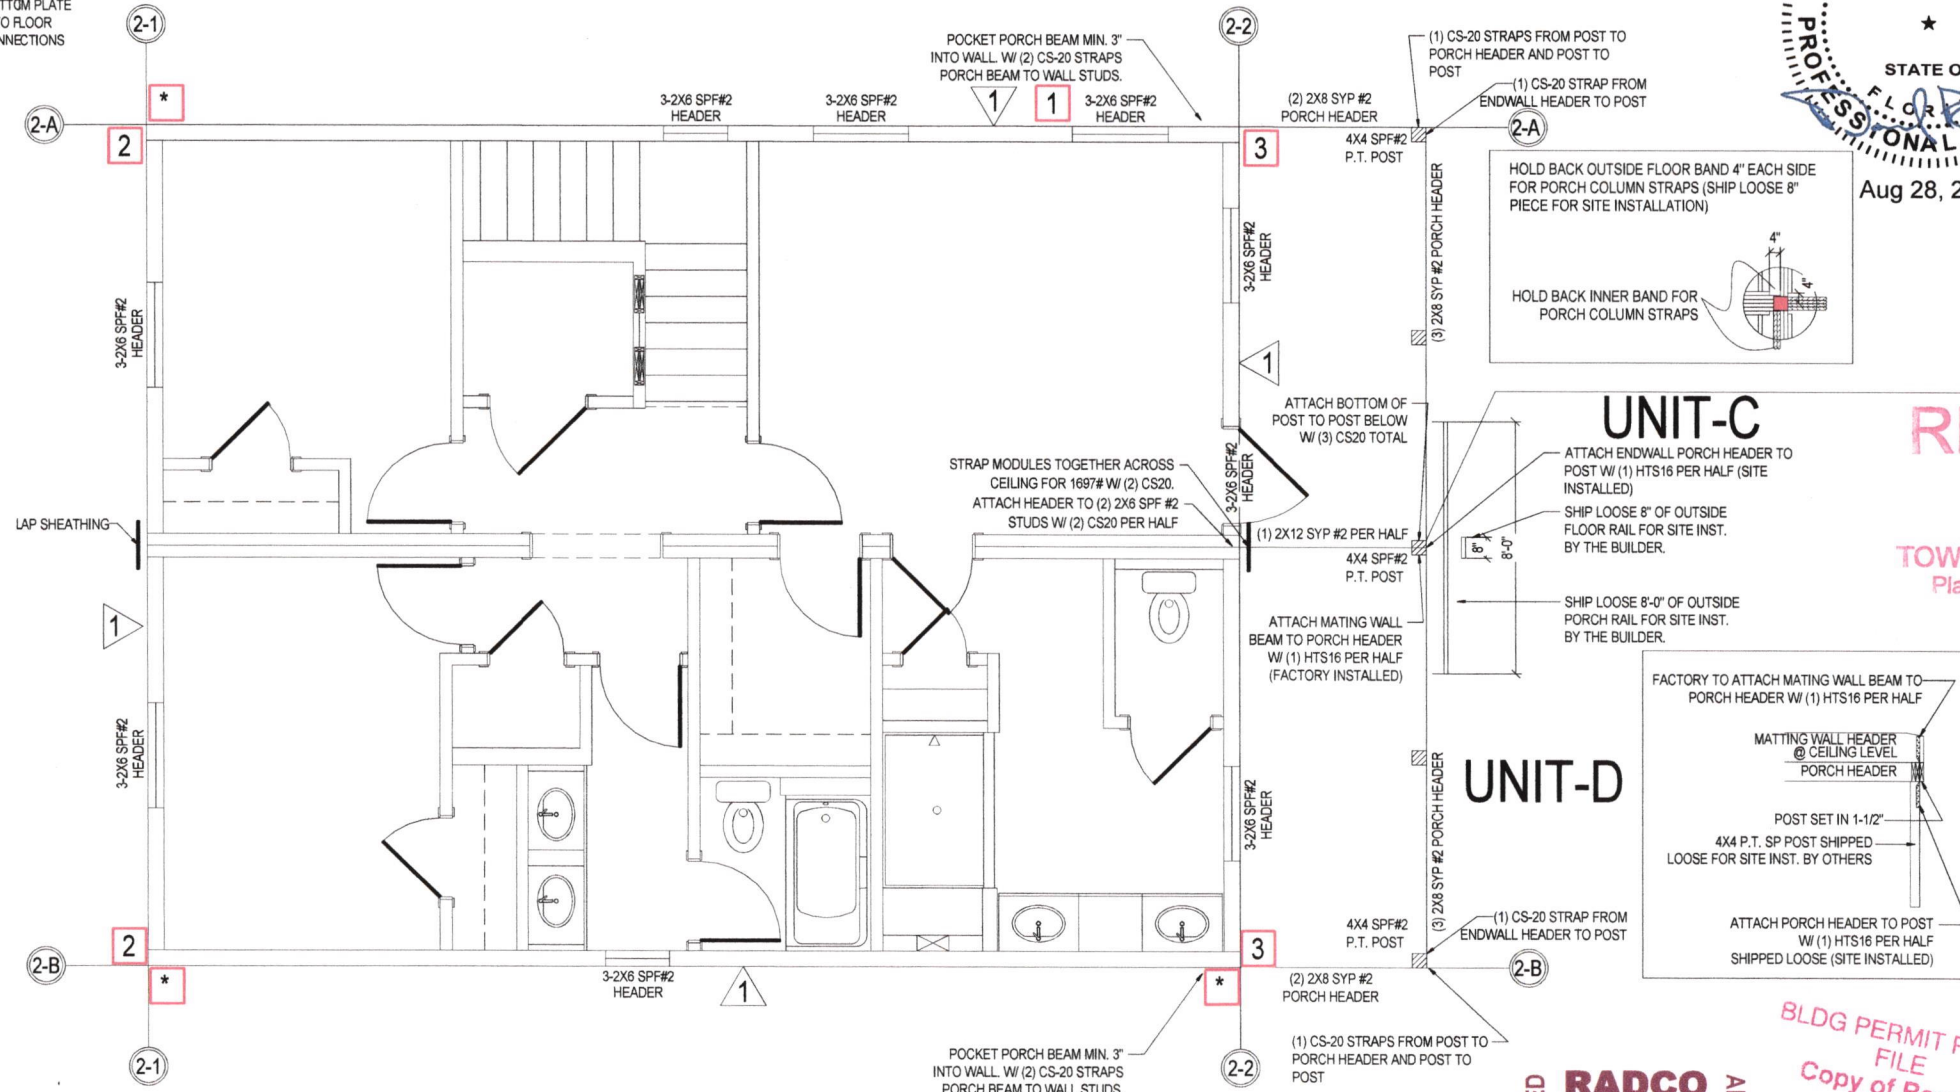 TTOM PLATE
O FLOOR
NNECTIONS
2-1
2-2
POCKET PORCH BEAM MIN. 3"
INTO WALL. W/ (2) CS-20 STRAPS
PORCH BEAM TO WALL STUDS.
(1) CS-20 STRAPS FROM POST TO
PORCH HEADER AND POST TO
POST
(1) CS-20 STRAP FROM
ENDWALL HEADER TO POST
PROFESSIONAL
STATE O
FLOR
Aug 28, 2
*
2-A
2
3-2X6 SPF#2
HEADER
3-2X6 SPF#2
HEADER
1
1
3-2X6 SPF#2
HEADER
(2) 2X8 SYP #2
PORCH HEADER
2-A
3
4X4 SPF#2
P.T. POST
HOLD BACK OUTSIDE FLOOR BAND 4" EACH SIDE
FOR PORCH COLUMN STRAPS (SHIP LOOSE 8"
PIECE FOR SITE INSTALLATION)
4"
4"
HOLD BACK INNER BAND FOR
PORCH COLUMN STRAPS
3-2X6 SPF#2
HEADER
3-2X6 SPF#2
HEADER
(3) 2X8 SYP #2 PORCH HEADER
1
ATTACH BOTTOM OF
POST TO POST BELOW
W/ (3) CS20 TOTAL
UNIT-C
R
ATTACH ENDWALL PORCH HEADER TO
POST W/ (1) HTS16 PER HALF (SITE
INSTALLED)
STRAP MODULES TOGETHER ACROSS
CEILING FOR 1697# W/ (2) CS20.
ATTACH HEADER TO (2) 2X6 SPF #2
STUDS W/ (2) CS20 PER HALF
3-2X6 SPF#2
HEADER
LAP SHEATHING
(1) 2X12 SYP #2 PER HALF
4X4 SPF#2
P.T. POST
SHIP LOOSE 8" OF OUTSIDE
FLOOR RAIL FOR SITE INST.
BY THE BUILDER.
8"
8'-0"
TOW
Pla
SHIP LOOSE 8'-0" OF OUTSIDE
PORCH RAIL FOR SITE INST.
BY THE BUILDER.
1
ATTACH MATING WALL
BEAM TO PORCH HEADER
W/ (1) HTS16 PER HALF
(FACTORY INSTALLED)
FACTORY TO ATTACH MATING WALL BEAM TO
PORCH HEADER W/ (1) HTS16 PER HALF
MATTING WALL HEADER
@ CEILING LEVEL
PORCH HEADER
POST SET IN 1-1/2"
4X4 P.T. SP POST SHIPPED
LOOSE FOR SITE INST. BY OTHERS
ATTACH PORCH HEADER TO POST
W/ (1) HTS16 PER HALF
SHIPPED LOOSE (SITE INSTALLED)
3-2X6 SPF#2
HEADER
3-2X6 SPF#2
HEADER
(3) 2X8 SYP #2 PORCH HEADER
UNIT-D
4X4 SPF#2
P.T. POST
(1) CS-20 STRAP FROM
ENDWALL HEADER TO POST
2
2-B
*
3-2X6 SPF#2
HEADER
1
3
*
(2) 2X8 SYP #2
PORCH HEADER
2-B
2-1
POCKET PORCH BEAM MIN. 3"
INTO WALL. W/ (2) CS-20 STRAPS
PORCH BEAM TO WALL STUDS.
2-2
(1) CS-20 STRAPS FROM POST TO
PORCH HEADER AND POST TO
POST
BLDG PERMIT
FILE
Copy of
RADCO